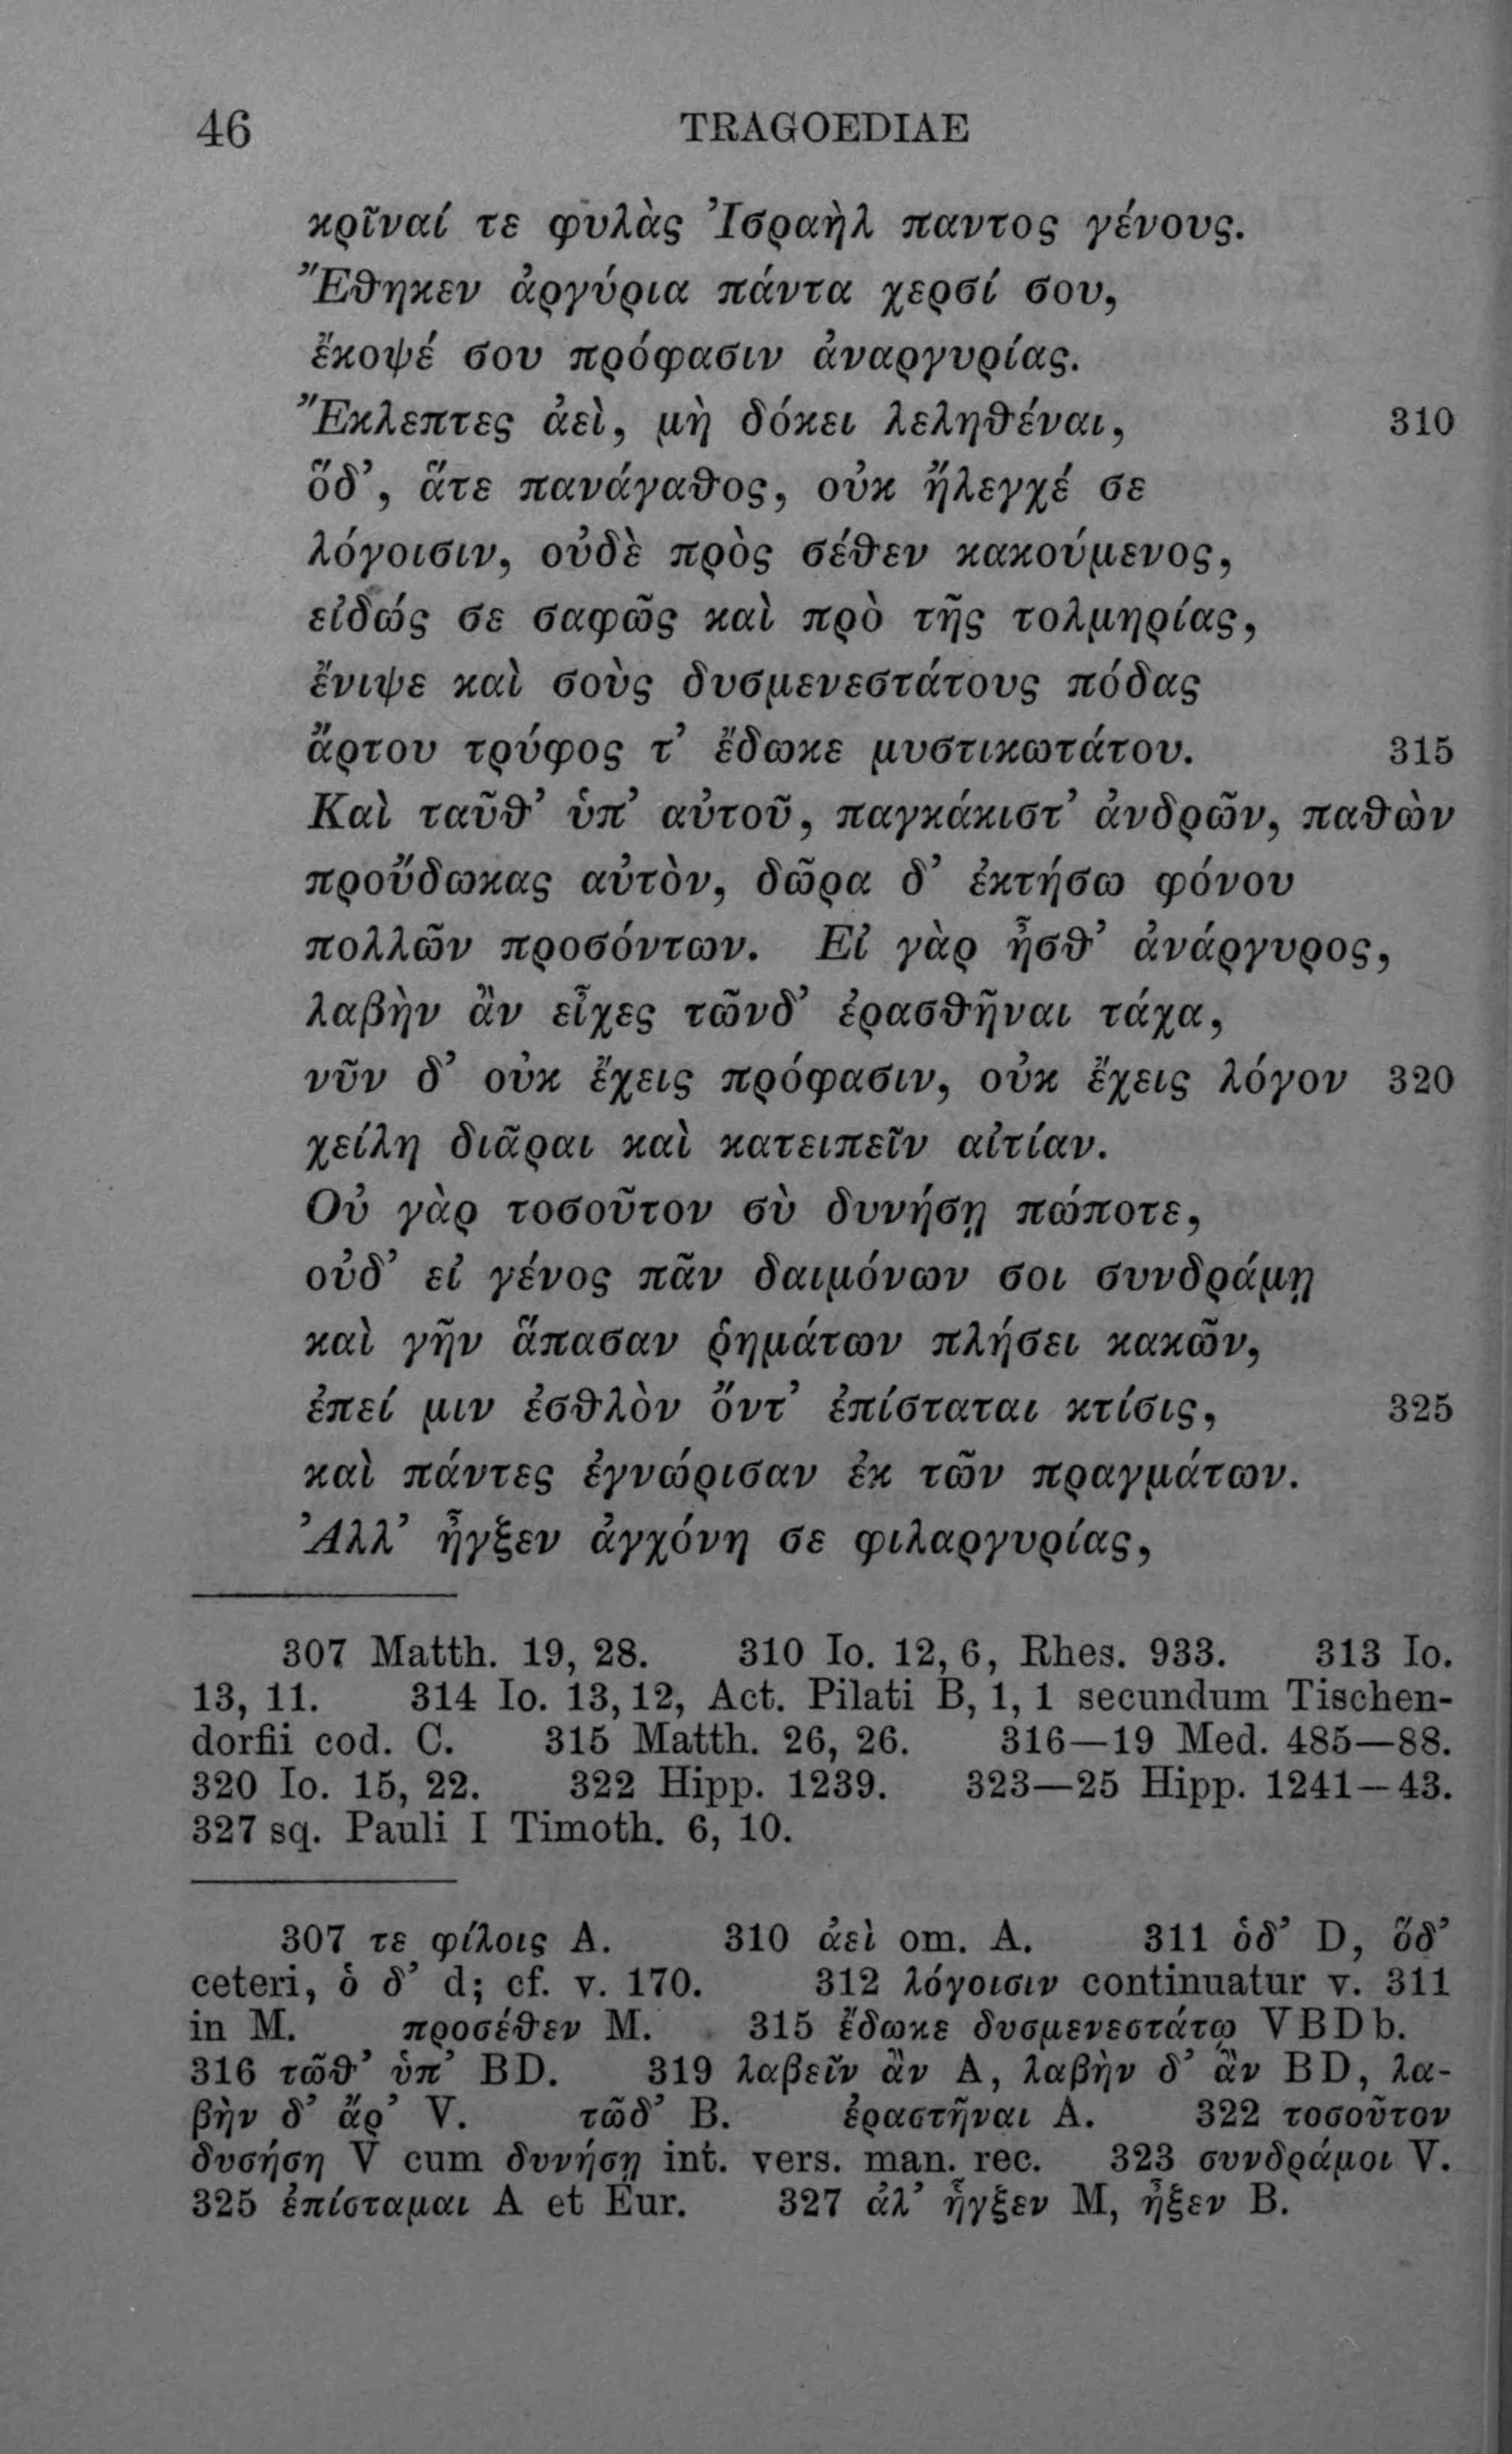 46 TRAGOEDIAE
κρῖναί τε φυλὰς Ἰσραὴλ παντος γένους.
Ἔθηκεν ἀργύρια πάντα χερσί σου,
ἔκοψέ σου πρόφασιν ἀναργυρίας.
Ἔκλεπτες ἀεὶ, μὴ δόκει λεληθέναι, 310
ὅδ’, ἅτε πανάγαθος, οὐκ ἤλεγχέ σε
λόγοισιν, οὐδὲ πρὸς σέθεν κακούμενος,
εἰδώς σε σαφῶς καὶ πρὸ τῆς τολμηρίας,
ἔνιψε καὶ σοὺς δυσμενεστάτους πόδας
ἄρτου τρύφος τ’ ἔδωκε μυστικωτάτου. 315
Καὶ ταῦθ’ ὑπ’ αὐτοῦ, παγκάκιστ’ ἀνδρῶν, παθὼν
προὔδωκας αὐτὸν, δῶρα δ’ ἐκτήσω φόνου
πολλῶν προσόντων. Εἰ γὰρ ἦσθ’ ἀνάργυρος,
λαβὴν ἂν εἶχες τῶνδ’ ἐρασθῆναι τάχα,
νῦν δ’ οὐκ ἔχεις πρόφασιν, οὐκ ἔχεις λόγον 320
χείλη διᾶραι καὶ κατειπεῖν αἰτίαν.
Οὐ γὰρ τοσοῦτον σὺ δυνήσῃ πώποτε,
οὐδ’ εἰ γένος πᾶν δαιμόνων σοι συνδράμῃ
καὶ γῆν ἅπασαν ῥημάτων πλήσει κακῶν,
ἐπεί μιν ἐσθλὸν ὄντ’ ἐπίσταται κτίσις, 325
καὶ πάντες ἐγνώρισαν ἐκ τῶν πραγμάτων.
Ἀλλ’ ἦγξεν ἀγχόνη σε φιλαργυρίας,
307 Matth. 19, 28. 310 Io. 12, 6, Rhes. 933. 313 Io.
13, 11. 314 Io. 13, 12, Act. Pilati B, 1, 1 secundum Tischen-
dorfii cod. C. 315 Matth. 26, 26. 316—19 Med. 485—88.
320 Io. 15, 22. 322 Hipp. 1239. 323—25 Hipp. 1241—43.
327 sq. Pauli I Timoth. 6, 10.
307 τε φίλοις A. 310 ἀεὶ om. A. 311 ὁδ’ D, ὅδ’
ceteri, ὁ δ’ d; cf. v. 170. 312 λόγοισιν continuatur v. 311
in M. προσέθεν M. 315 ἔδωκε δυσμενεστάτῳ VBDb.
316 τῶθ’ ὑπ’ BD. 319 λαβεῖν ἂν A, λαβὴν δ’ ἂν BD, λα-
βὴν δ’ ἄρ’ V. τῶδ’ B. ἐραστῆναι A. 322 τοσοῦτον
δυσήση V cum δυνήσῃ int. vers. man. rec. 323 συνδράμοι V.
325 ἐπίσταμαι A et Eur. 327 ἀλ’ ἦγξεν M, ἦξεν B.